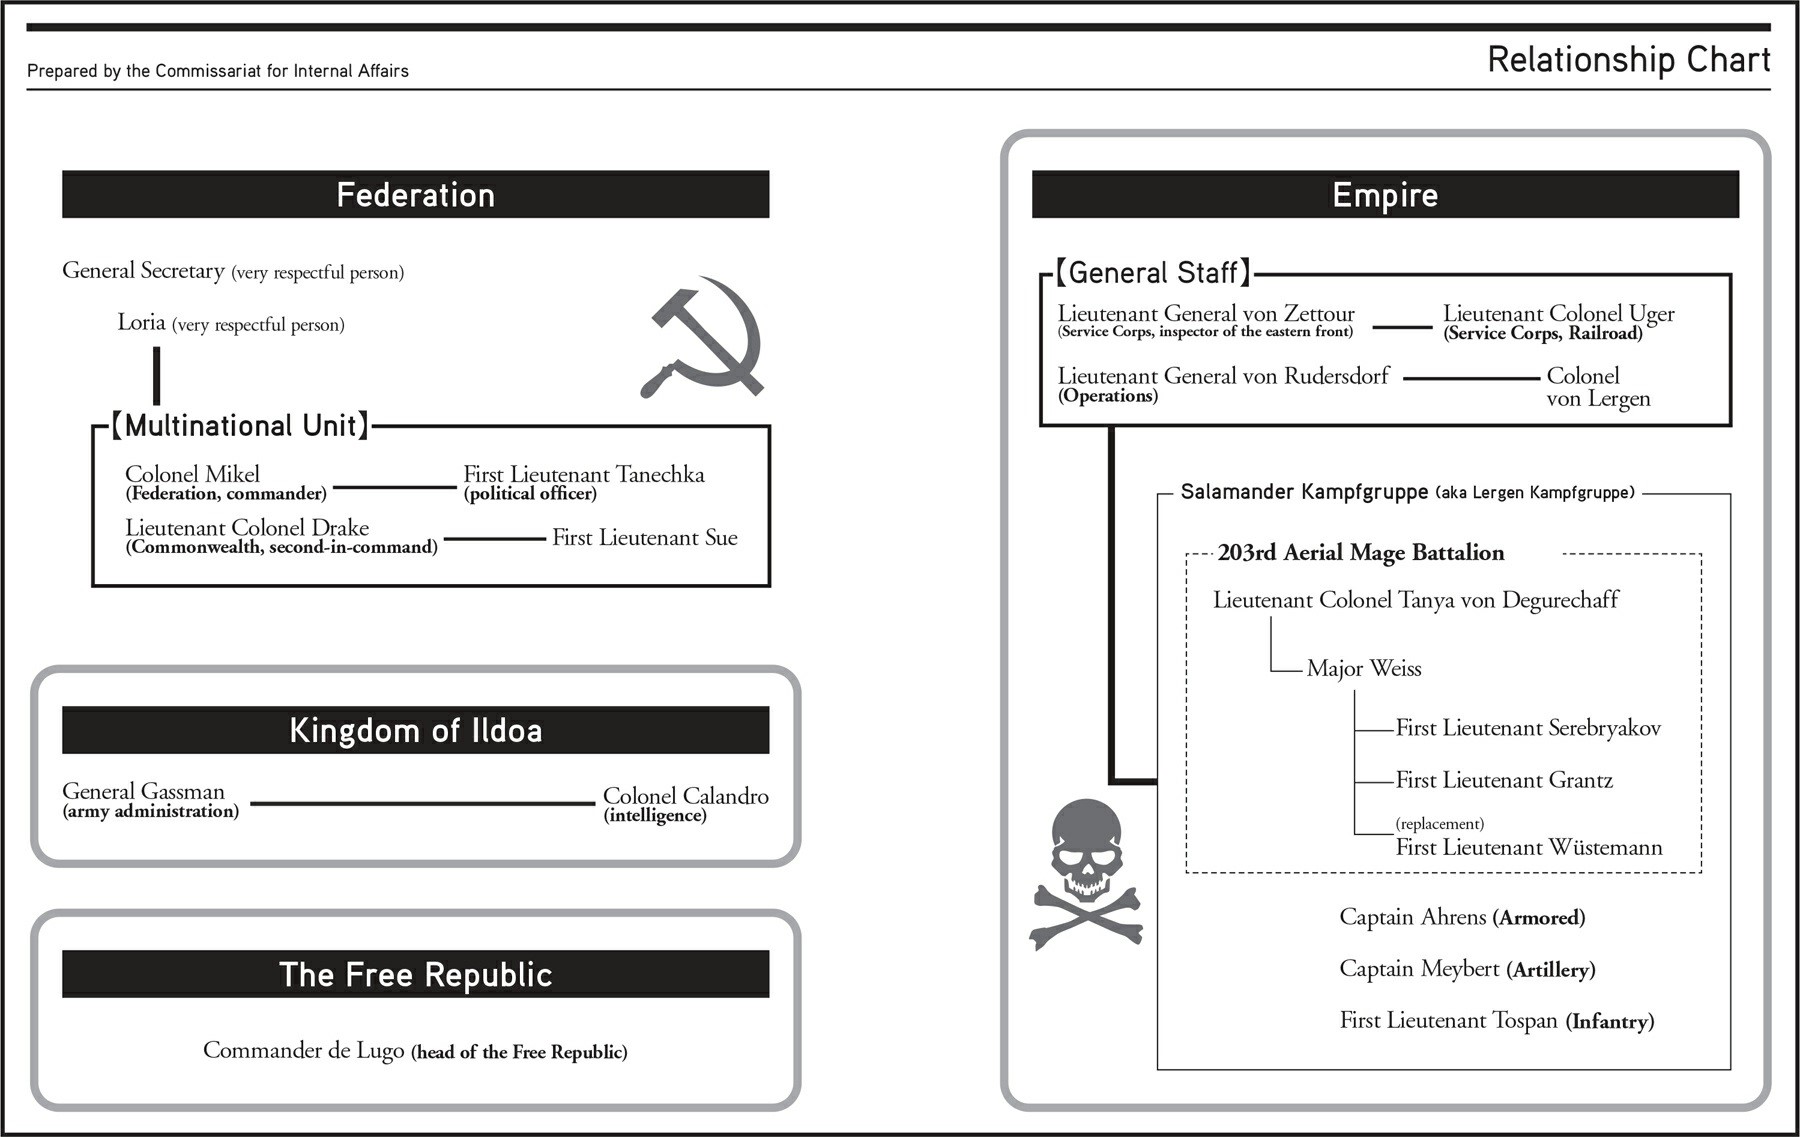 Prepared by the Commissariat for Internal Affairs
Relationship Chart
Federation
General Secretary (very respectful person)
Loria (very respectful person)
【Multinational Unit】
Colonel Mikel
(Federation, commander)
First Lieutenant Tanechka
(political officer)
Lieutenant Colonel Drake
(Commonwealth, second-in-command)
First Lieutenant Sue
Kingdom of Ildoa
General Gassman
(army administration)
Colonel Calandro
(intelligence)
The Free Republic
Commander de Lugo (head of the Free Republic)
Empire
【General Staff】
Lieutenant General von Zettour
(Service Corps, inspector of the eastern front)
Lieutenant Colonel Uger
(Service Corps, Railroad)
Lieutenant General von Rudersdorf
(Operations)
Colonel
von Lergen
Salamander Kampfgruppe (aka Lergen Kampfgruppe)
203rd Aerial Mage Battalion
Lieutenant Colonel Tanya von Degurechaff
Major Weiss
First Lieutenant Serebryakov
First Lieutenant Grantz
(replacement)
First Lieutenant Wüstemann
Captain Ahrens (Armored)
Captain Meybert (Artillery)
First Lieutenant Tospan (Infantry)